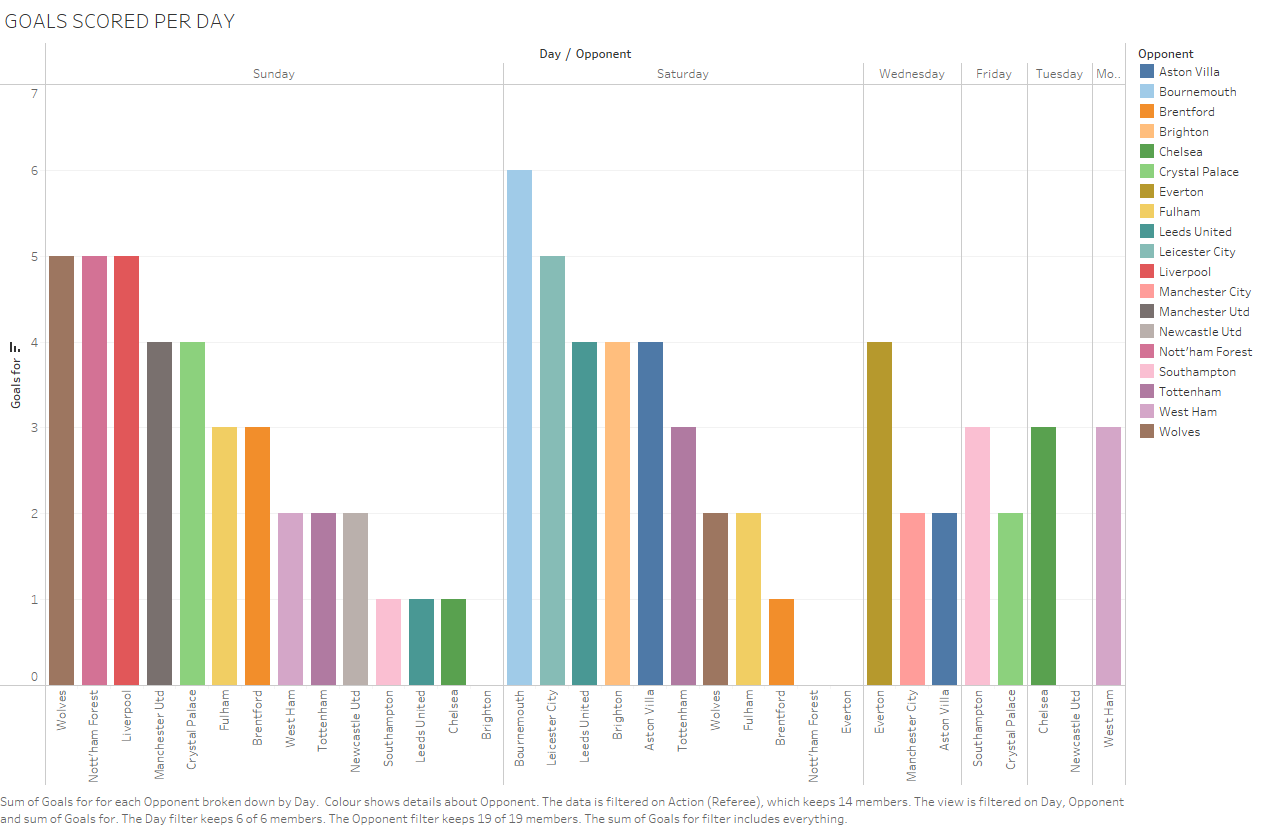 GOALS SCORED PER DAY
Day / Opponent
Sunday
Saturday
Wednesday
Friday
Tuesday
Mo..
7
6
5
4
3
2
1
0
Goals for
Wolves
Nott'ham Forest
Liverpool
Manchester Utd
Crystal Palace
Fulham
Brentford
West Ham
Tottenham
Newcastle Utd
Southampton
Leeds United
Chelsea
Brighton
Bournemouth
Leicester City
Leeds United
Brighton
Aston Villa
Tottenham
Wolves
Fulham
Brentford
Nott'ham Forest
Everton
Everton
Manchester City
Aston Villa
Southampton
Crystal Palace
Chelsea
Newcastle Utd
West Ham
Opponent
Aston Villa
Bournemouth
Brentford
Brighton
Chelsea
Crystal Palace
Everton
Fulham
Leeds United
Leicester City
Liverpool
Manchester City
Manchester Utd
Newcastle Utd
Nott'ham Forest
Southampton
Tottenham
West Ham
Wolves
Sum of Goals for for each Opponent broken down by Day.  Colour shows details about Opponent. The data is filtered on Action (Referee), which keeps 14 members. The view is filtered on Day, Opponent
and sum of Goals for. The Day filter keeps 6 of 6 members. The Opponent filter keeps 19 of 19 members. The sum of Goals for filter includes everything.